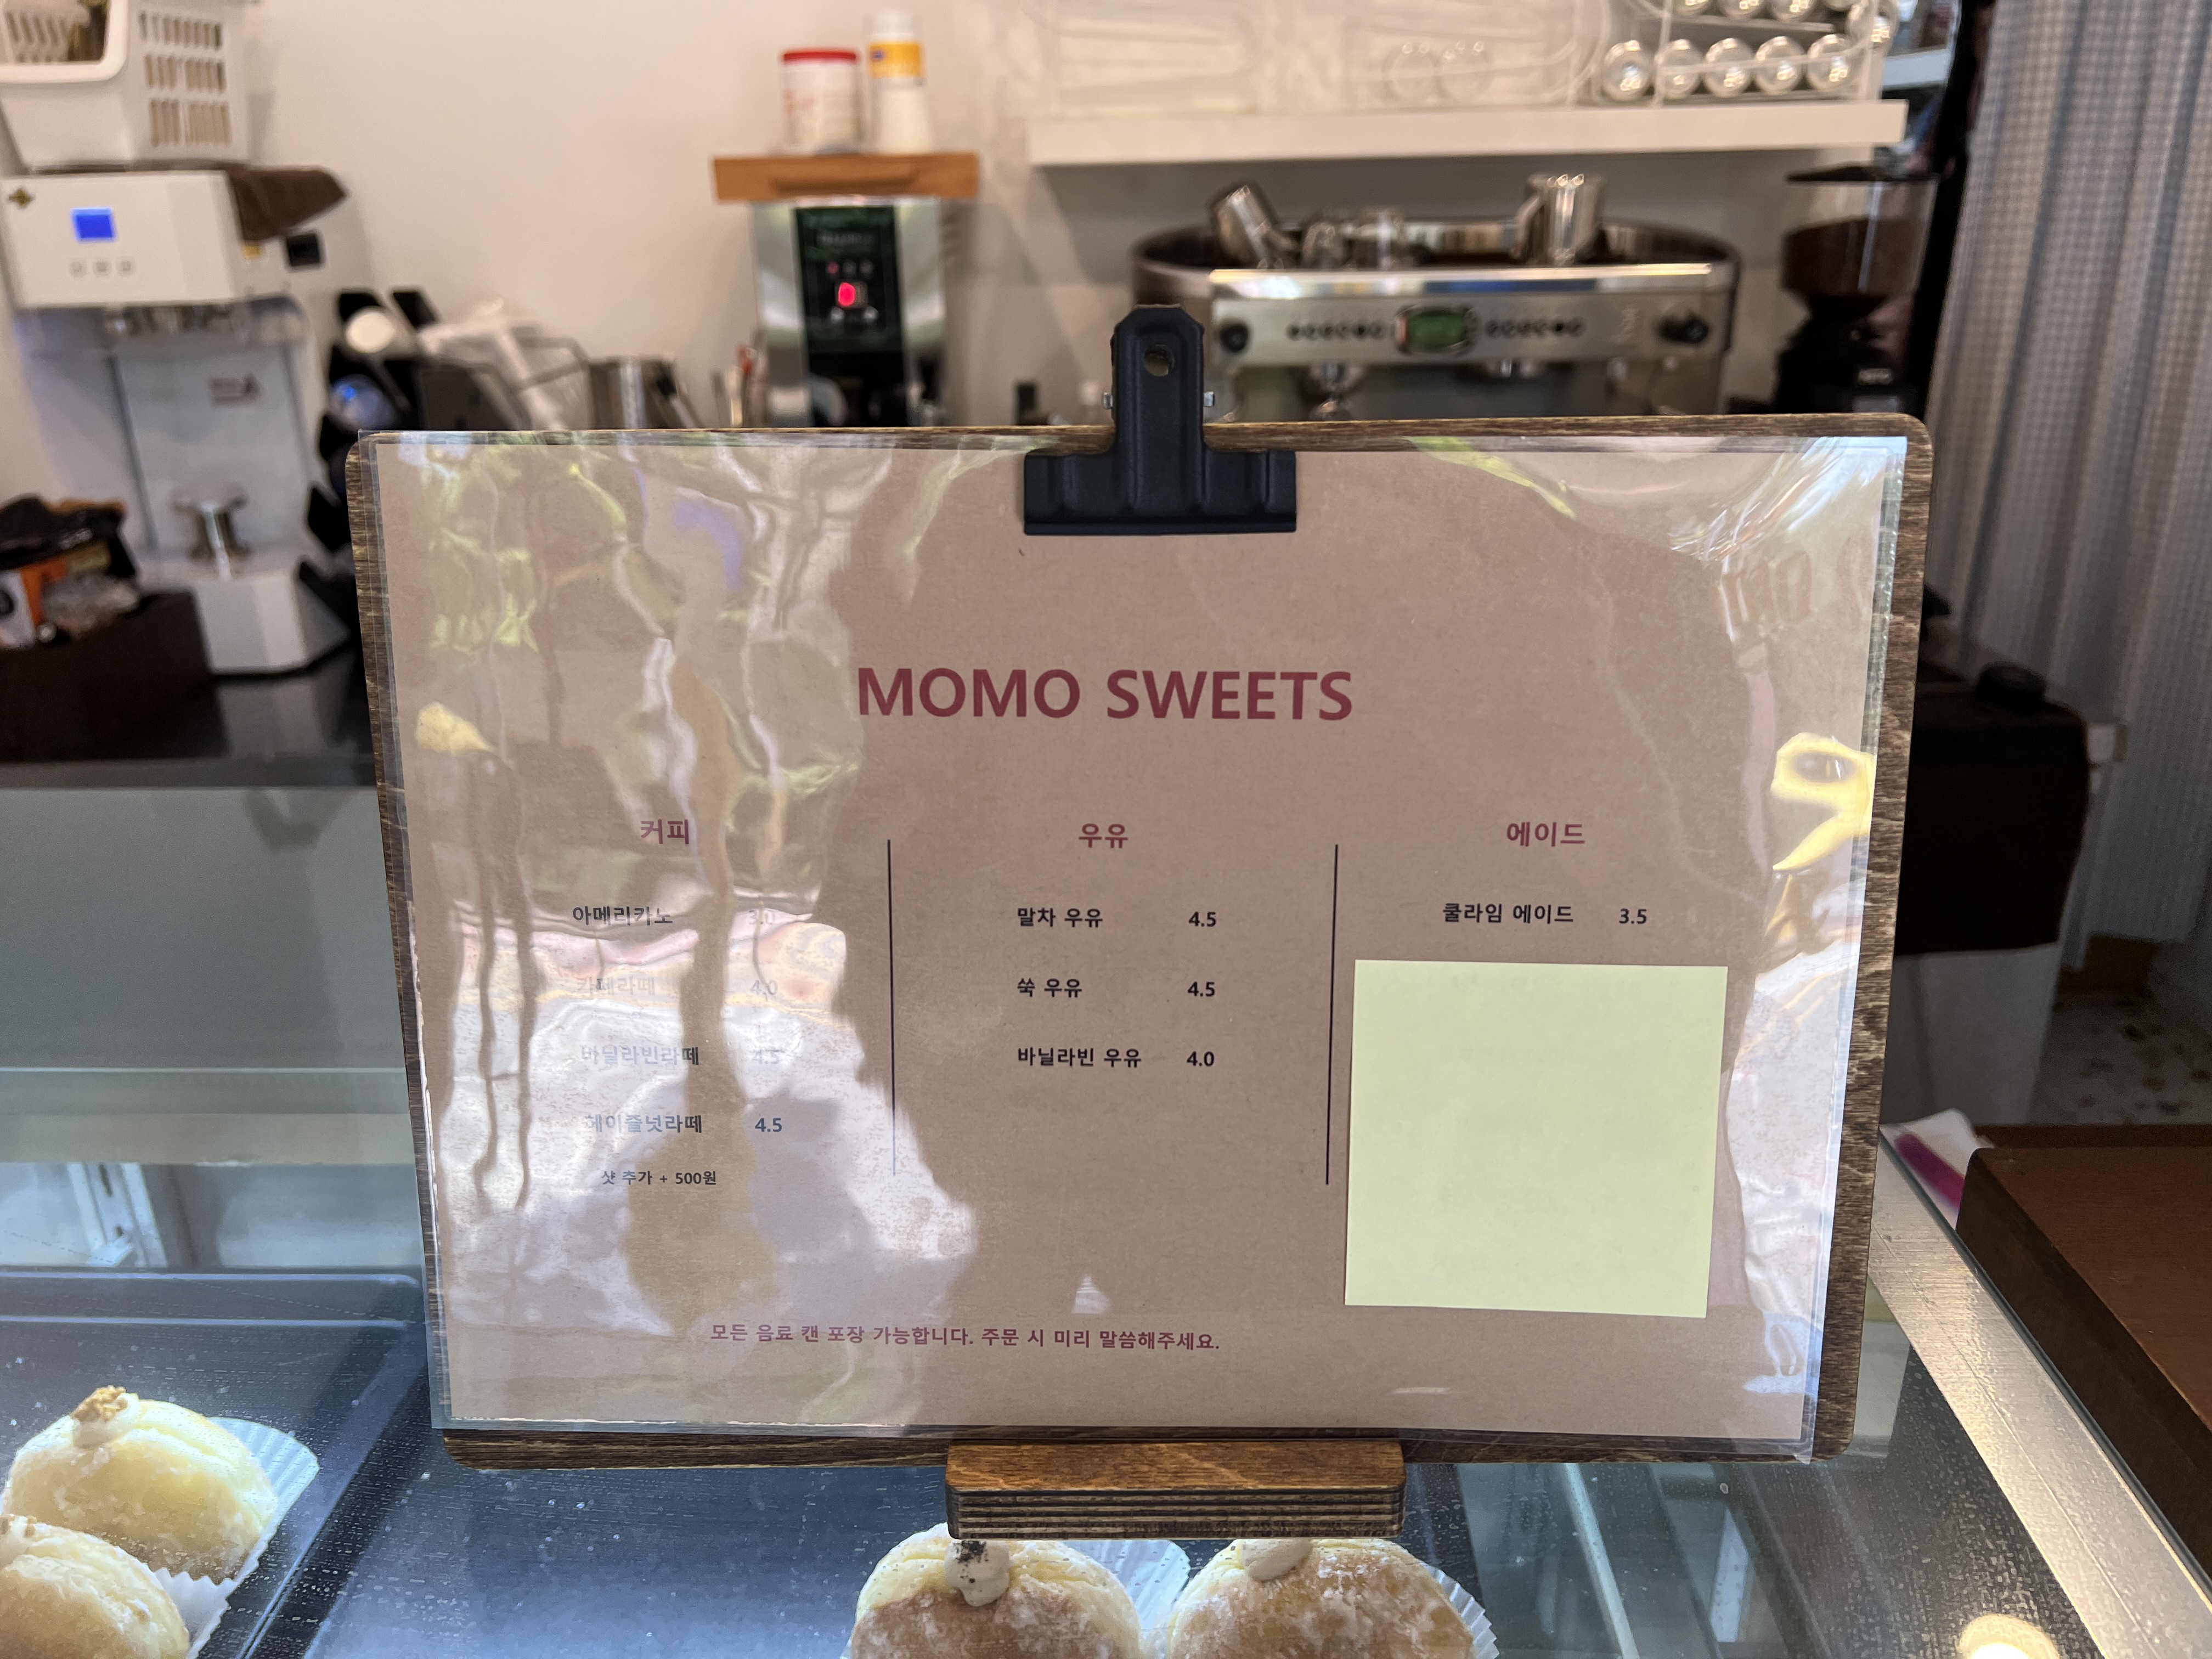 MOMO SWEETS
커피
아메리카노 3.0
카페라떼 4.0
바닐라빈라떼 4.5
헤이즐넛라떼 4.5
샷 추가 + 500원
우유
말차 우유 4.5
쑥 우유 4.5
바닐라빈 우유 4.0
에이드
쿨라임 에이드 3.5
모든 음료 캔 포장 가능합니다. 주문 시 미리 말씀해주세요.